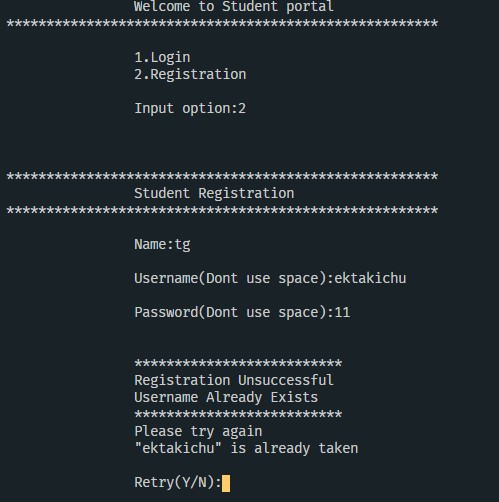 Welcome to Student portal
******************************************************
1.Login
2.Registration
Input option:2
******************************************************
Student Registration
******************************************************
Name:tg
Username(Dont use space):ektakichu
Password(Dont use space):11
**************************
Registration Unsuccessful
Username Already Exists
**************************
Please try again
"ektakichu" is already taken
Retry(Y/N):